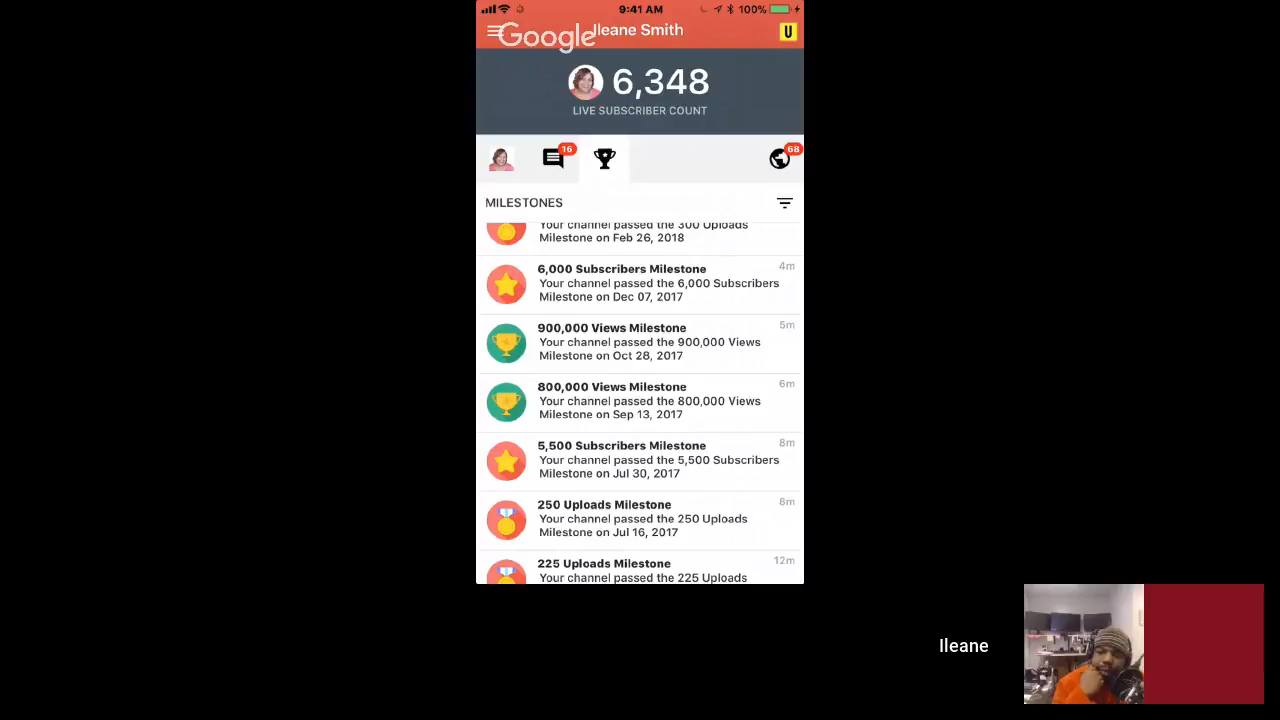 9:41 AM
100%
Google
Ileane Smith
U
6,348
LIVE SUBSCRIBER COUNT
16
68
MILESTONES
Your channel passed the 300 Uploads
Milestone on Feb 26, 2018
6,000 Subscribers Milestone
4m
Your channel passed the 6,000 Subscribers
Milestone on Dec 07, 2017
900,000 Views Milestone
5m
Your channel passed the 900,000 Views
Milestone on Oct 28, 2017
800,000 Views Milestone
6m
Your channel passed the 800,000 Views
Milestone on Sep 13, 2017
5,500 Subscribers Milestone
8m
Your channel passed the 5,500 Subscribers
Milestone on Jul 30, 2017
250 Uploads Milestone
8m
Your channel passed the 250 Uploads
Milestone on Jul 16, 2017
225 Uploads Milestone
12m
Your channel passed the 225 Uploads
Ileane